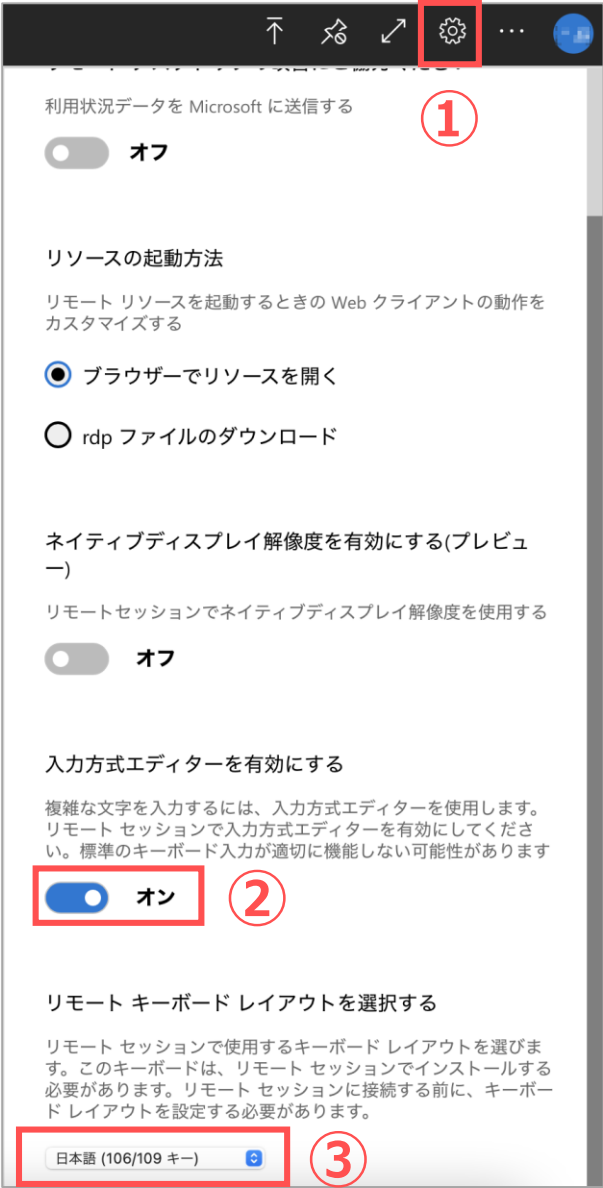 ①
利用状況データを Microsoft に送信する
オフ
リソースの起動方法
リモート リソースを起動するときの Web クライアントの動作を
カスタマイズする
ブラウザーでリソースを開く
rdp ファイルのダウンロード
ネイティブディスプレイ解像度を有効にする(プレビュ
ー)
リモートセッションでネイティブディスプレイ解像度を使用する
オフ
入力方式エディターを有効にする
複雑な文字を入力するには、入力方式エディターを使用します。
リモート セッションで入力方式エディターを有効にしてくださ
い。標準のキーボード入力が適切に機能しない可能性があります
オン
②
リモート キーボード レイアウトを選択する
リモート セッションで使用するキーボード レイアウトを選びま
す。このキーボードは、リモート セッションでインストールする
必要があります。リモート セッションに接続する前に、キーボー
ド レイアウトを設定する必要があります。
日本語 (106/109 キー)
③